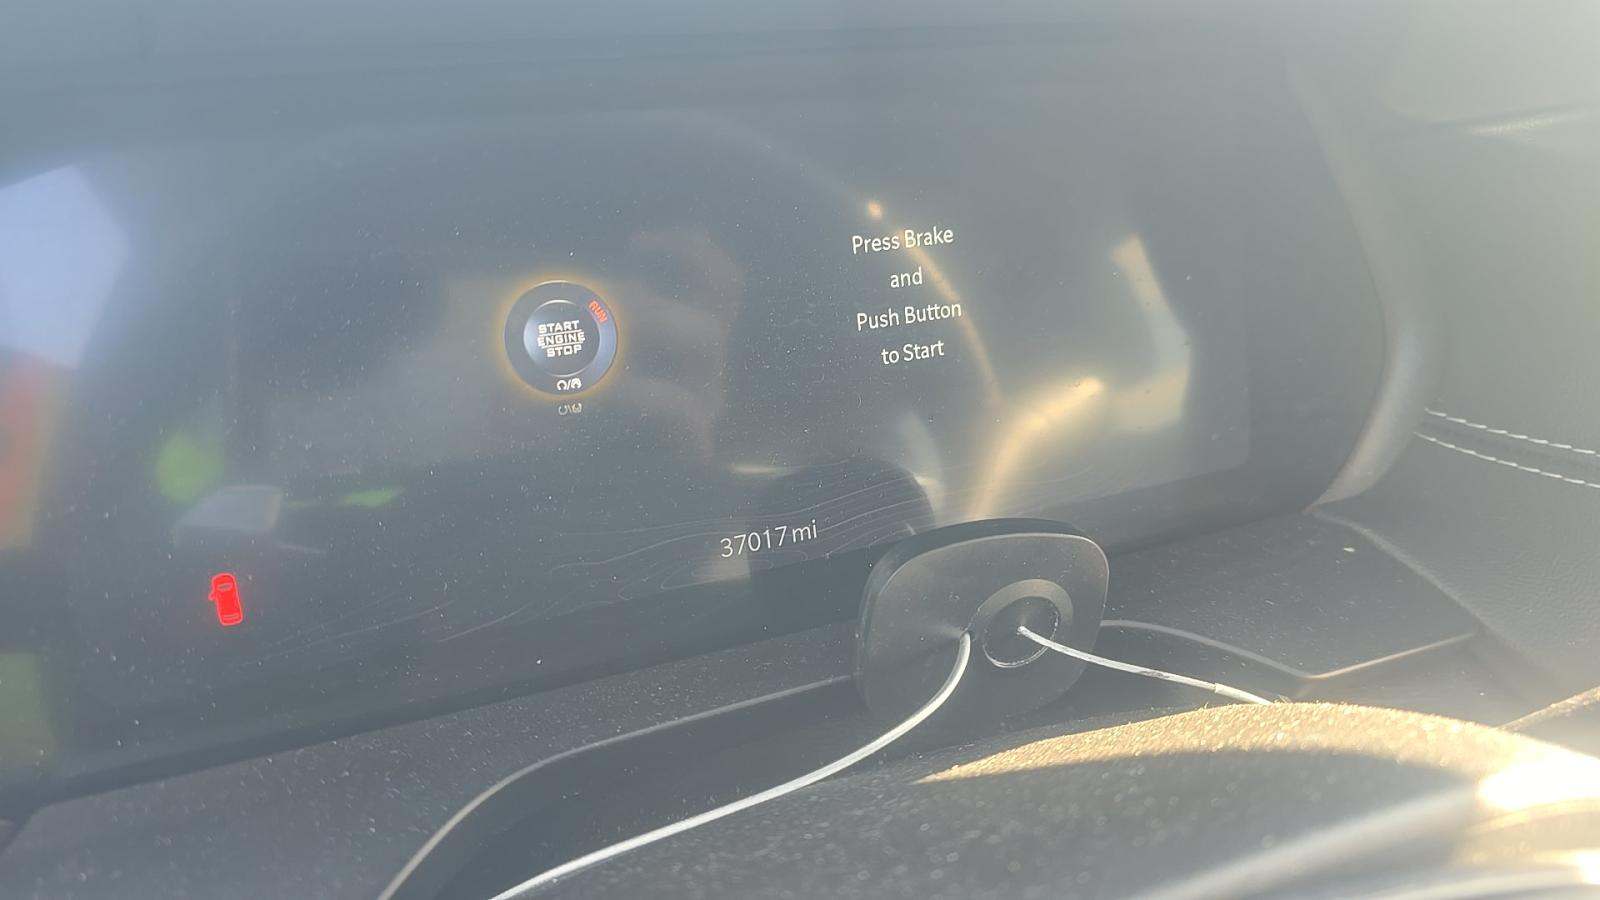 RUN
START
ENGINE
STOP
Press Brake
and
Push Button
to Start
37017 mi